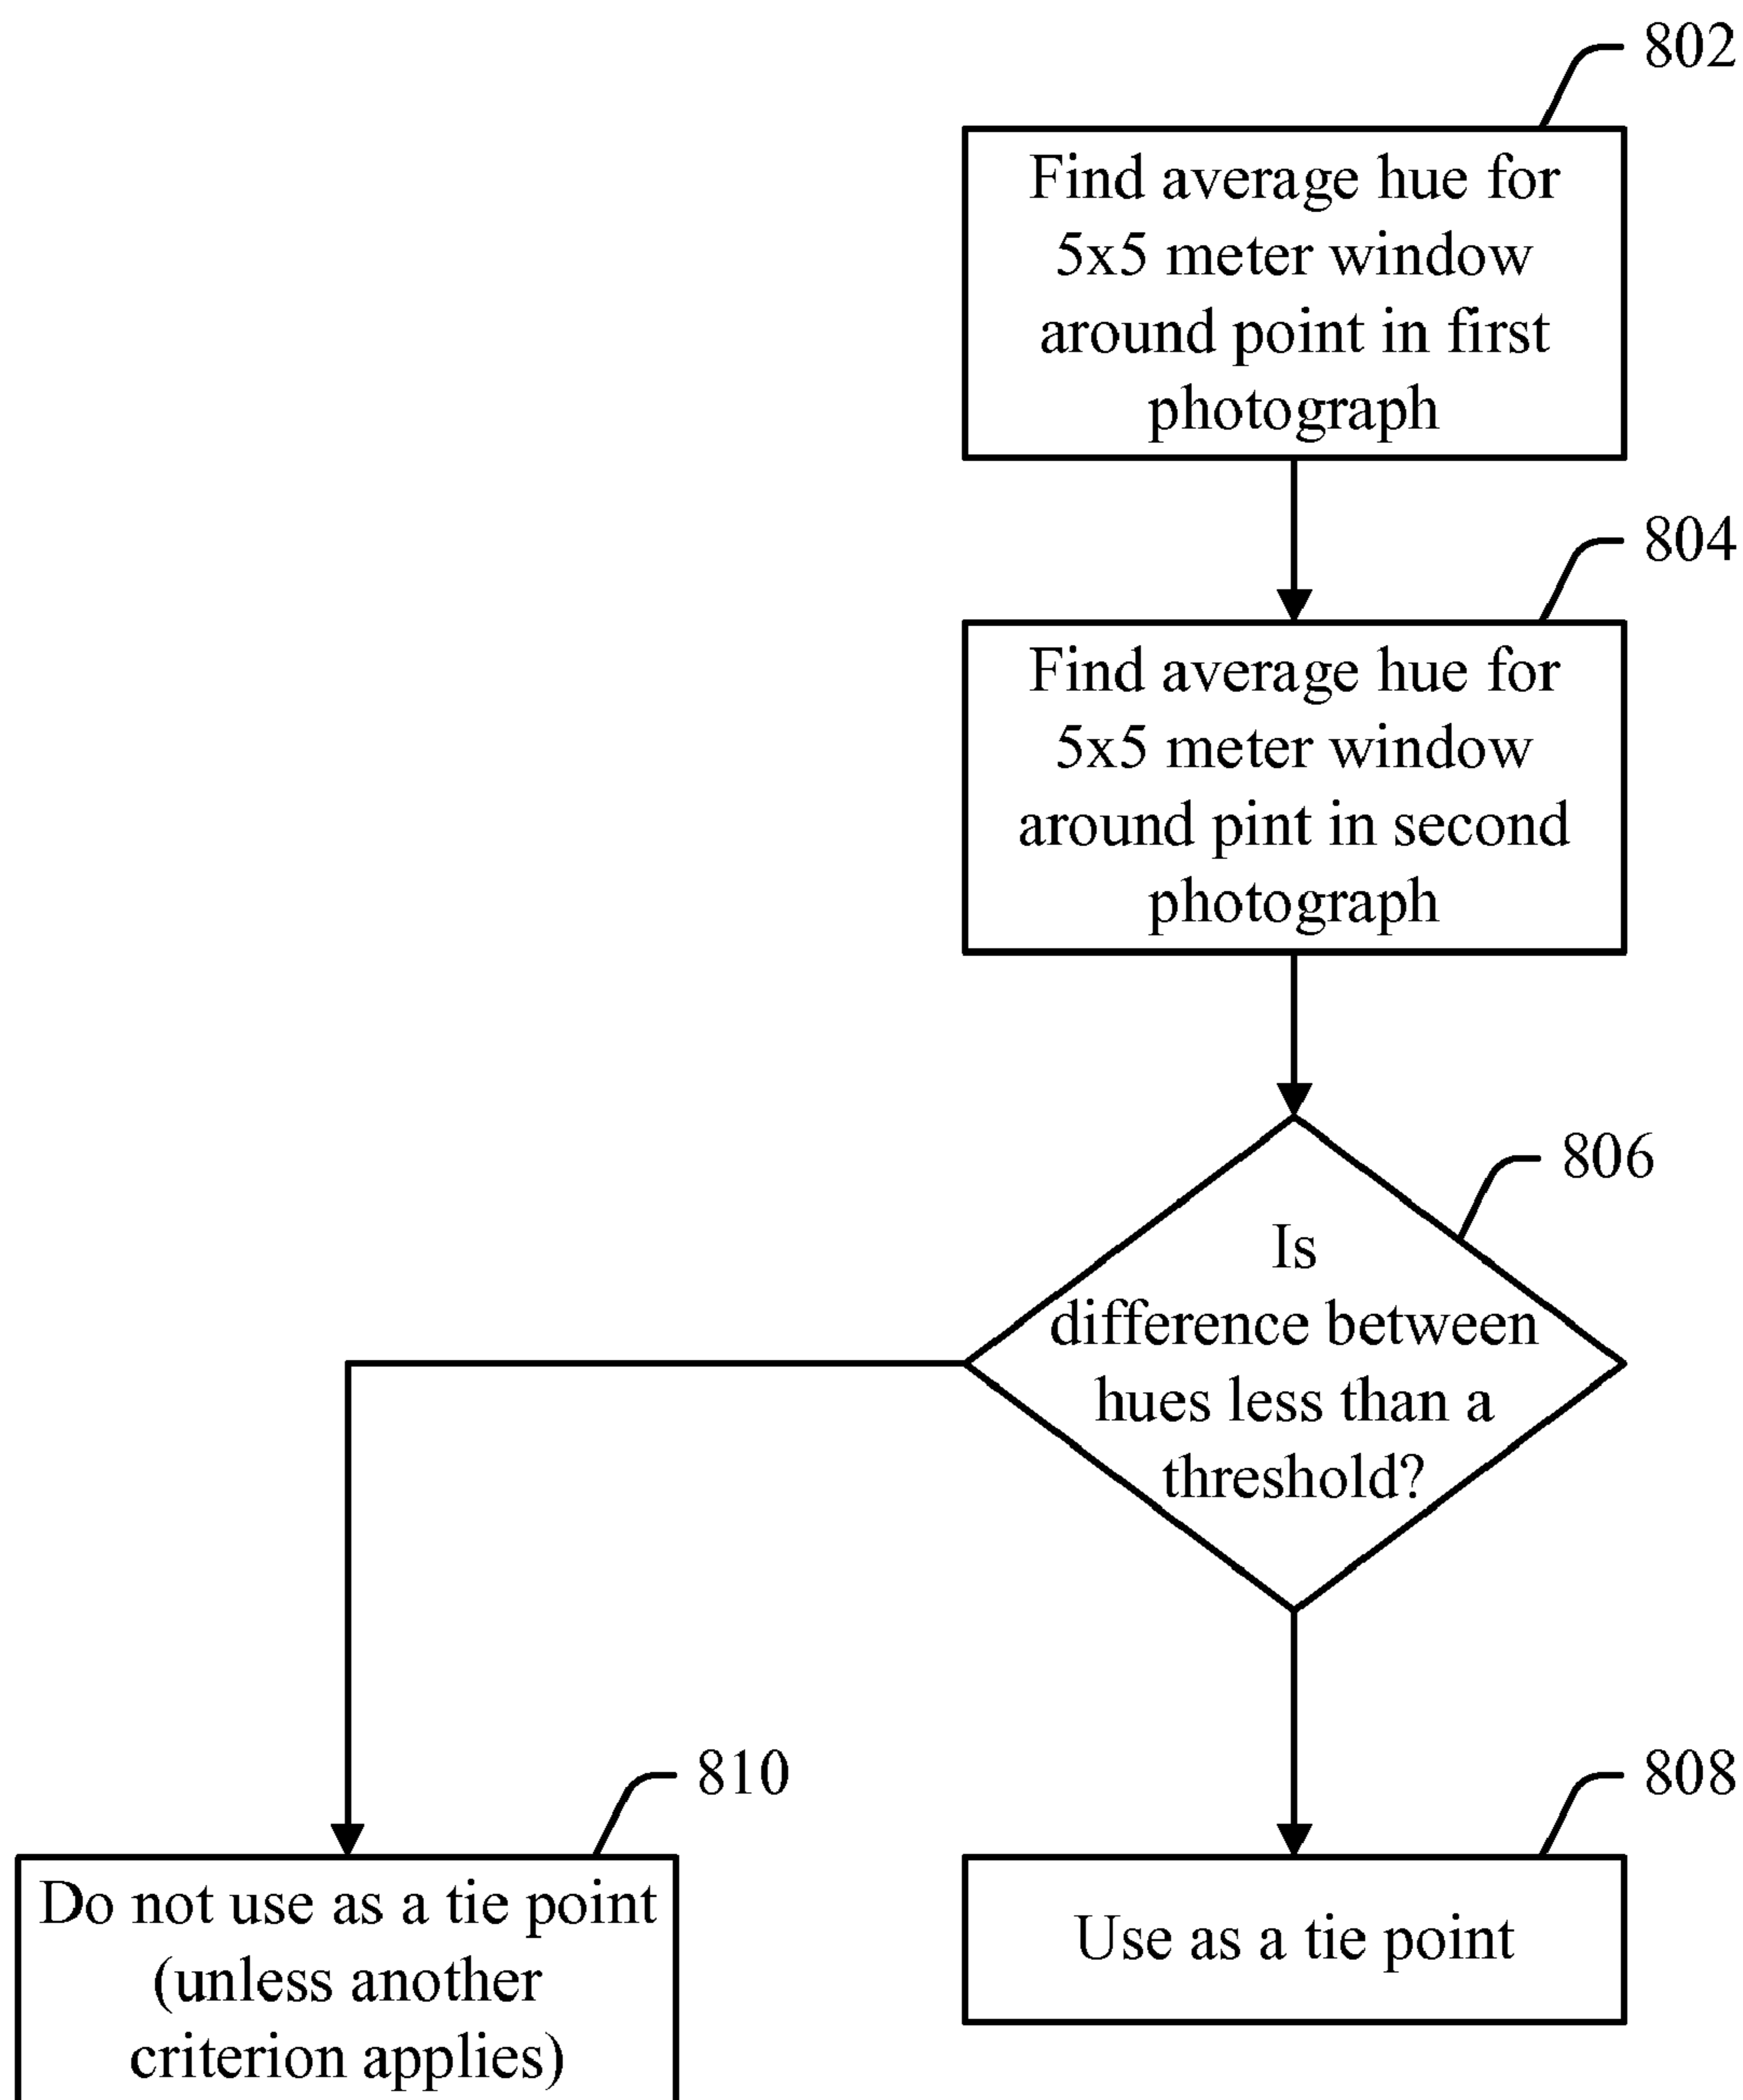 802
Find average hue for
5x5 meter window
around point in first
photograph
804
Find average hue for
5x5 meter window
around pint in second
photograph
806
Is
difference between
hues less than a
threshold?
810
Do not use as a tie point
(unless another
criterion applies)
808
Use as a tie point